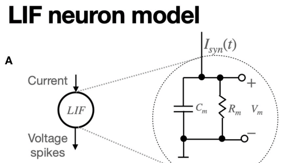 LIF neuron model
I_syn(t)
A
Current
LIF
C_m
R_m
V_m
+
−
Voltage
spikes